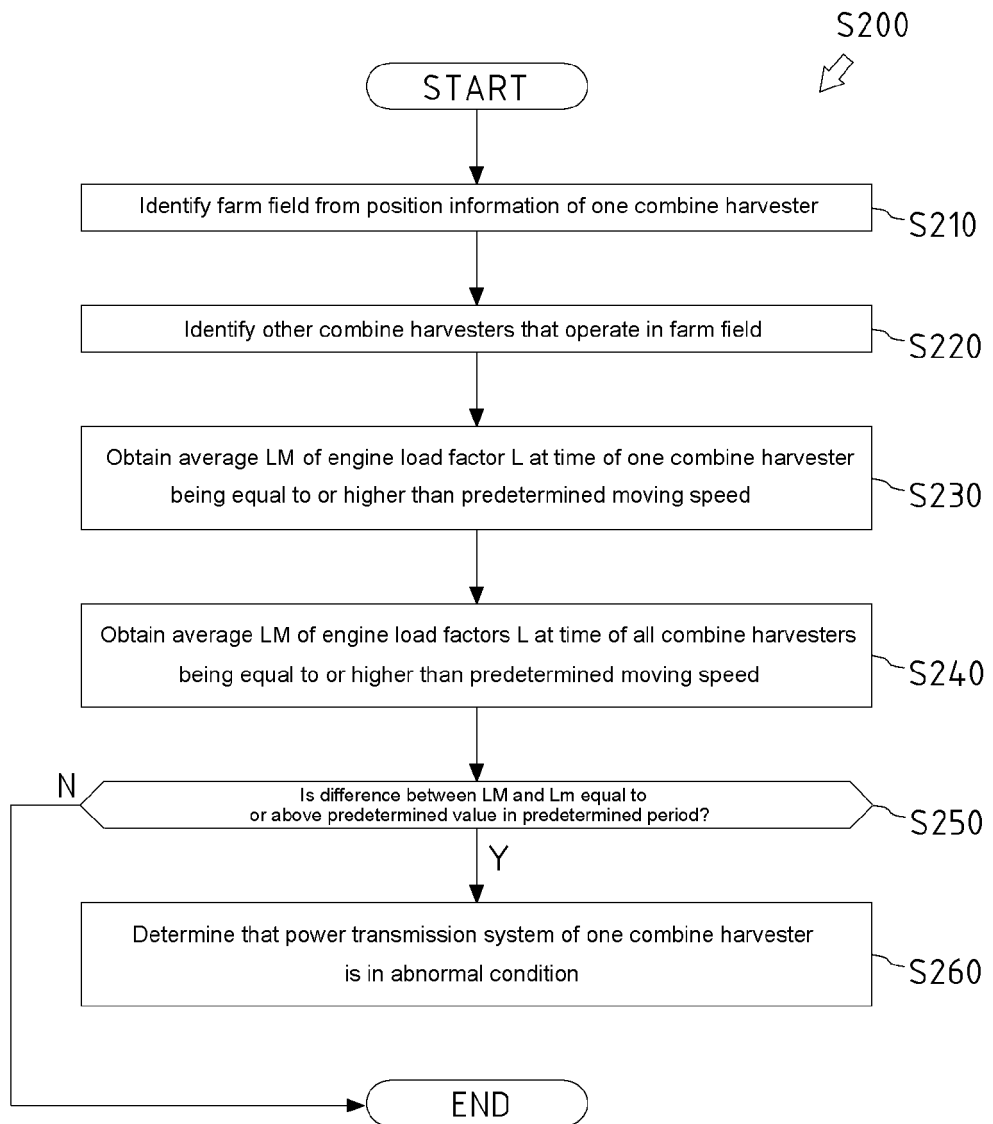 S200
START
Identify farm field from position information of one combine harvester
S210
Identify other combine harvesters that operate in farm field
S220
Obtain average LM of engine load factor L at time of one combine harvester
being equal to or higher than predetermined moving speed
S230
Obtain average LM of engine load factors L at time of all combine harvesters
being equal to or higher than predetermined moving speed
S240
N
Is difference between LM and Lm equal to
or above predetermined value in predetermined period?
S250
Y
Determine that power transmission system of one combine harvester
is in abnormal condition
S260
END